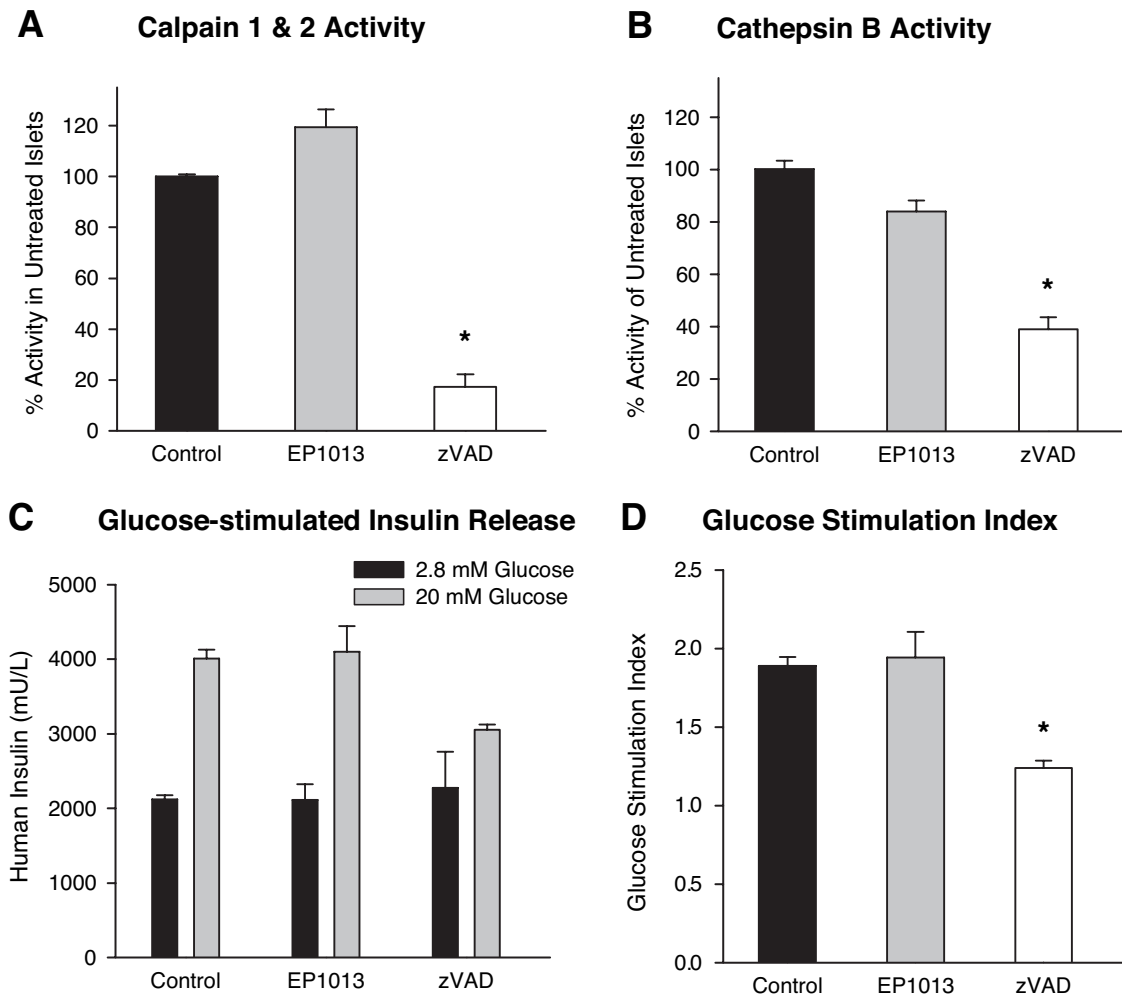 A Calpain 1 & 2 Activity
% Activity in Untreated Islets
120
100
80
60
40
20
0
*
Control EP1013 zVAD
B Cathepsin B Activity
% Activity of Untreated Islets
120
100
80
60
40
20
0
*
Control EP1013 zVAD
C Glucose-stimulated Insulin Release
2.8 mM Glucose
20 mM Glucose
Human Insulin (mU/L)
5000
4000
3000
2000
1000
0
Control EP1013 zVAD
D Glucose Stimulation Index
Glucose Stimulation Index
2.5
2.0
1.5
1.0
0.5
0.0
*
Control EP1013 zVAD